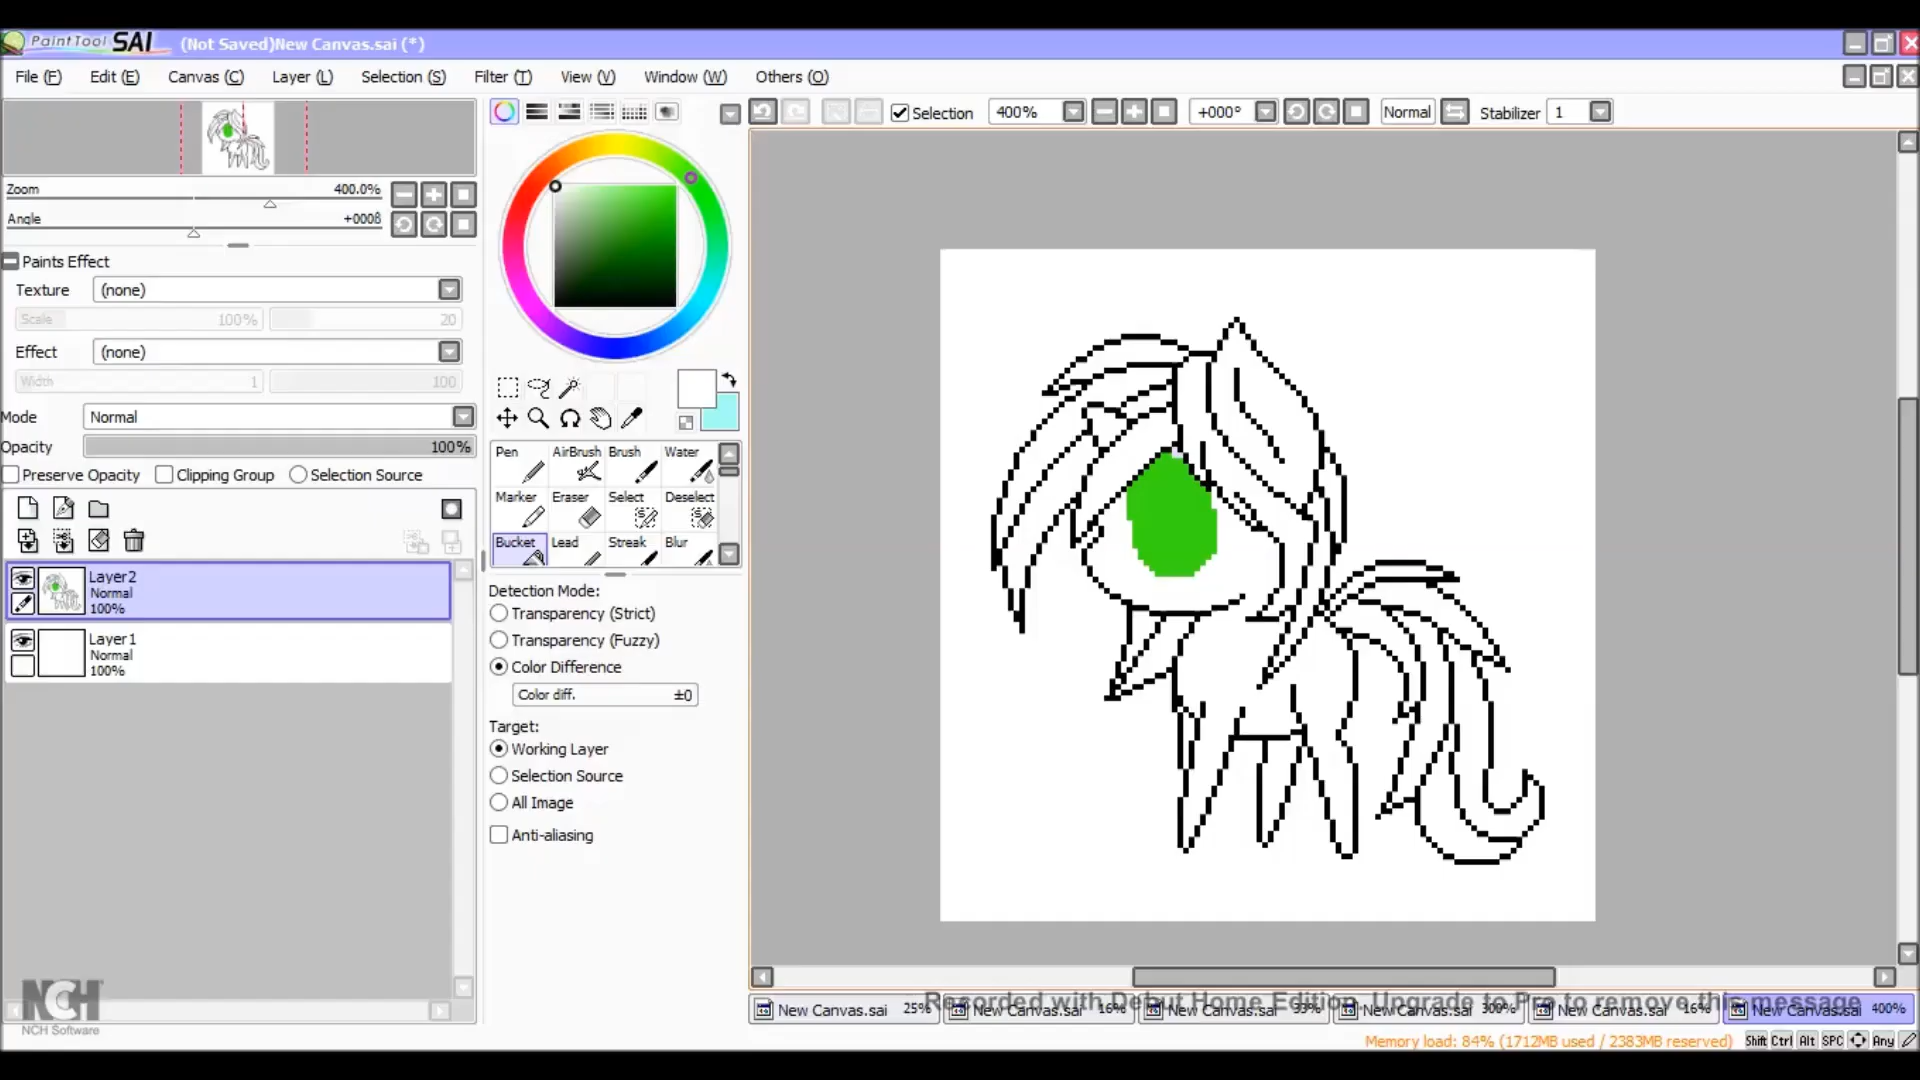 PaintTool SAI (Not Saved)New Canvas.sai (*)
File (F) Edit (E) Canvas (C) Layer (L) Selection (S) Filter (T) View (V) Window (W) Others (O)
Selection 400% +000° Normal Stabilizer 1
Zoom 400.0%
Angle +000§
Paints Effect
Texture (none)
Scale 100% 20
Effect (none)
Width 1 100
Mode Normal
Opacity 100%
Preserve Opacity Clipping Group Selection Source
Layer2
Normal
100%
Layer1
Normal
100%
Pen AirBrush Brush Water
Marker Eraser Select Deselect
Bucket Lead Streak Blur
Detection Mode:
Transparency (Strict)
Transparency (Fuzzy)
Color Difference
Color diff. ±0
Target:
Working Layer
Selection Source
All Image
Anti-aliasing
NCH
NCH Software
Recorded with Debut Home Edition. Upgrade to Pro to remove this message
New Canvas.sai 25% New Canvas.sai 16% New Canvas.sai 33% New Canvas.sai 300% New Canvas.sai 16% New Canvas.sai 400%
Memory load: 84% (1712MB used / 2383MB reserved) Shift Ctrl Alt SPC Any